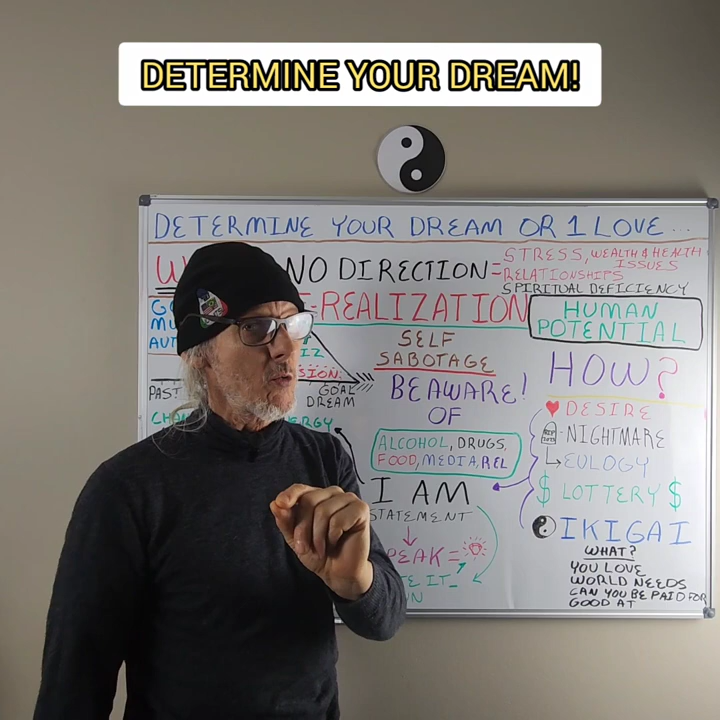 DETERMINE YOUR DREAM!
DETERMINE YOUR DREAM OR 1 LOVE...
NO DIRECTION = STRESS, WEALTH & HEALTH
ISSUES
RELATIONSHIPS
SPIRITUAL DEFICIENCY
-REALIZATION
HUMAN
POTENTIAL
SELF
SABOTAGE
PAST
GOAL
DREAM
BEAWARE!
OF
ALCOHOL, DRUGS,
FOOD, MEDIA, REL
I AM
STATEMENT
HOW?
DESIRE
-NIGHTMARE
EULOGY
$ LOTTERY $
IKIGAI
WHAT?
YOU LOVE
WORLD NEEDS
CAN YOU BE PAID FOR
GOOD AT